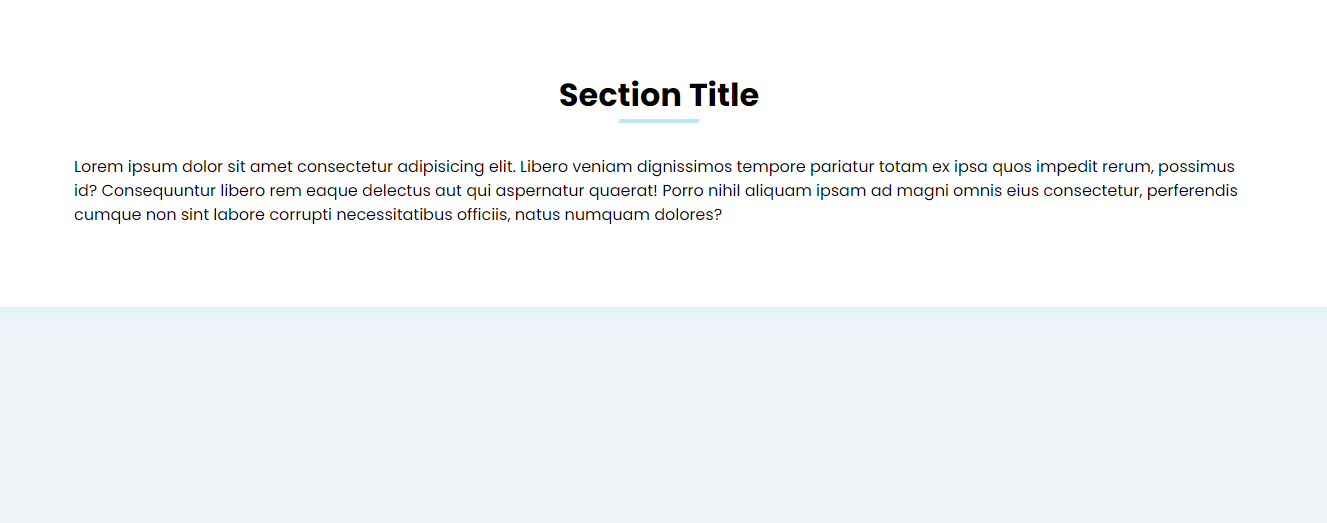 Section Title
Lorem ipsum dolor sit amet consectetur adipisicing elit. Libero veniam dignissimos tempore pariatur totam ex ipsa quos impedit rerum, possimus
id? Consequuntur libero rem eaque delectus aut qui aspernatur quaerat! Porro nihil aliquam ipsam ad magni omnis eius consectetur, perferendis
cumque non sint labore corrupti necessitatibus officiis, natus numquam dolores?